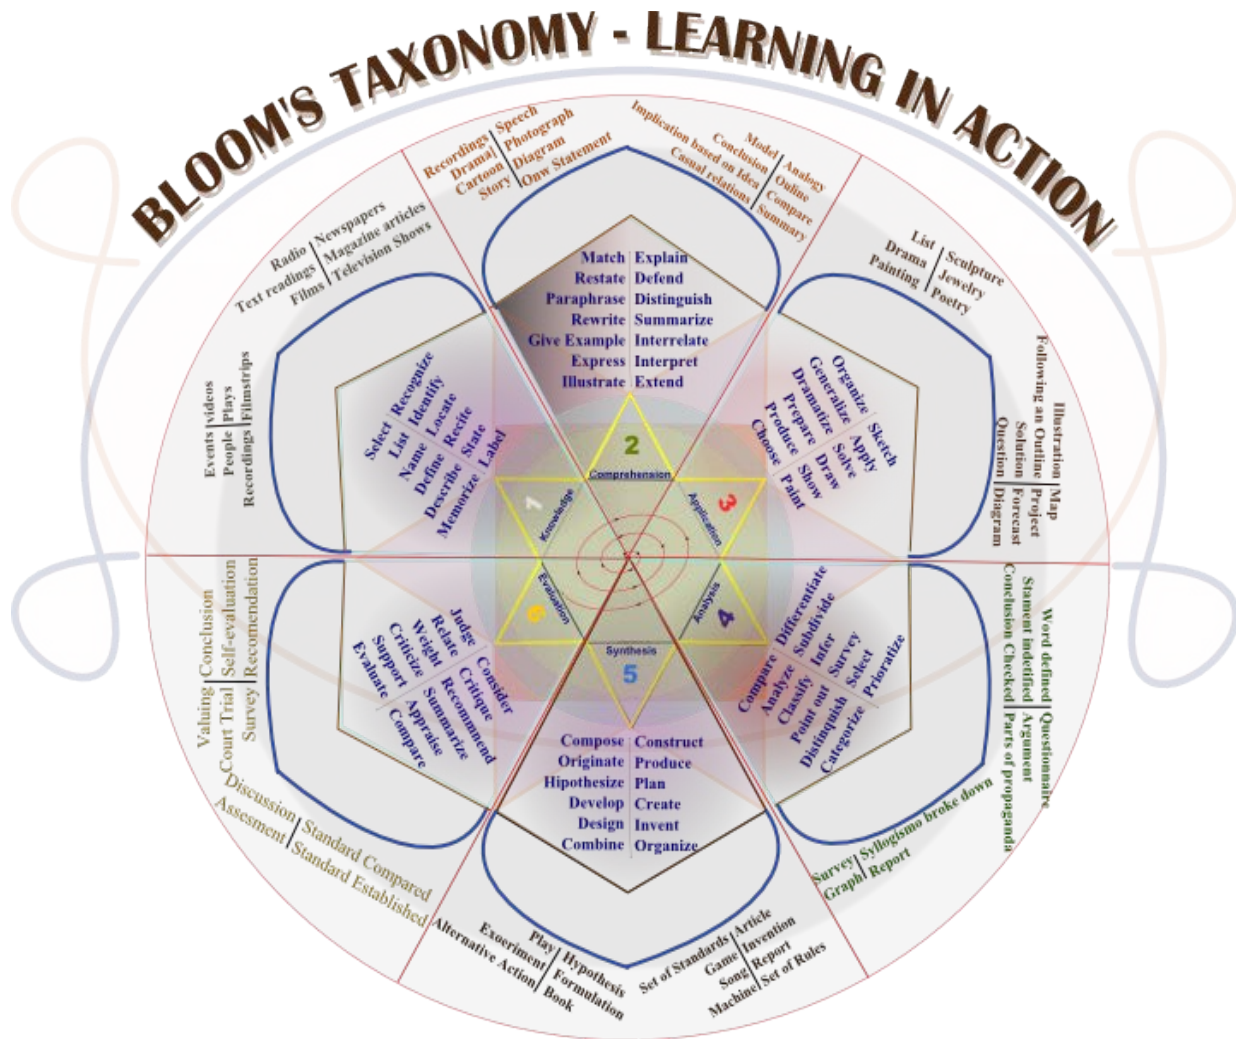 BLOOM'S TAXONOMY - LEARNING IN ACTION
Recordings Speech
Drama Photograph
Cartoon Diagram
Story Onw Statement
Model Analogy
Conclusion Online
Implication based on Idea Compare
Casual relations Summary
Match Explain
Restate Defend
Paraphrase Distinguish
Rewrite Summarize
Give Example Interrelate
Express Interpret
Illustrate Extend
2
Comprehension
List Sculpture
Drama Jewelry
Painting Poetry
Illustration Map
Following an Outline Project
Solution Forecast
Question Diagram
Organize Sketch
Generalize Apply
Dramatize Solve
Prepare Draw
Produce Show
Choose Paint
3
Application
Differentiate
Compare Subdivide
Analyze Infer
Classify Survey
Point out Select
Distinquish Prioratize
Categorize
4
Analysis
Word defined Questionnaire
Stament indeitified Argument
Conclusion Checked Parts of propaganda
Survey Syllogismo broke down
Graph Report
Synthesis
5
Compose Construct
Originate Produce
Hipothesize Plan
Develop Create
Design Invent
Combine Organize
Set of Standards Article
Game Invention
Song Report
Machine Set of Rules
Play Hypothesis
Exoeriment Formulation
Alternative Action Book
Evaluation
6
Judge Consider
Relate Critique
Weight Recommend
Criticize Summarize
Support Appraise
Evaluate Compare
Valuing Conclusion
Court Trial Self-evaluation
Survey Recomendation
Discussion Standard Compared
Assesment Standard Established
1
Knowledge
Select Recognize
List Identify
Name Locate
Define Recite
Describe State
Memorize Label
Radio Newspapers
Text readings Magazine articles
Films Television Shows
Events videos
People Plays
Recordings Filmstrips